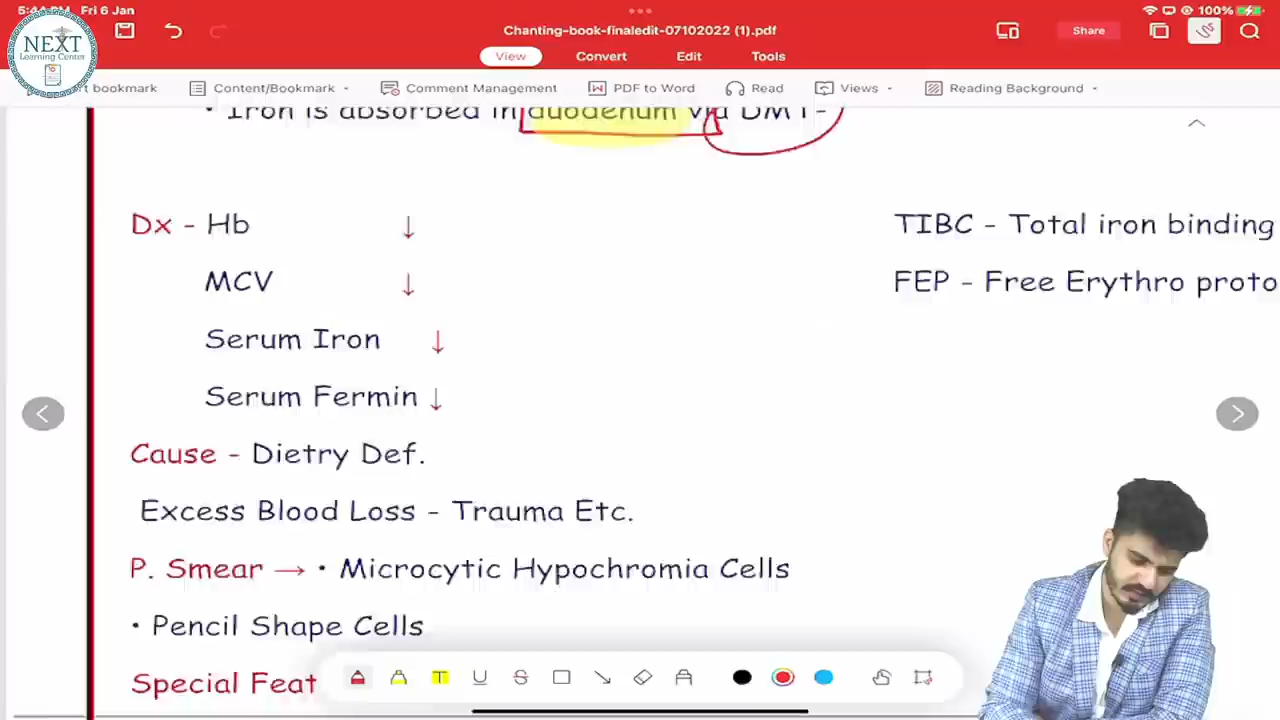 5:44 PM Fri 6 Jan
100%
NEXT
Learning Center
Chanting-book-finaledit-07102022 (1).pdf
Share
View Convert Edit Tools
bookmark Content/Bookmark Comment Management PDF to Word Read Views Reading Background
• Iron is absorbed in duodenum via DMT-
Dx - Hb ↓
TIBC - Total iron binding
MCV ↓
FEP - Free Erythro proto
Serum Iron ↓
Serum Fermin ↓
Cause - Dietry Def.
Excess Blood Loss - Trauma Etc.
P. Smear → • Microcytic Hypochromia Cells
• Pencil Shape Cells
Special Feat